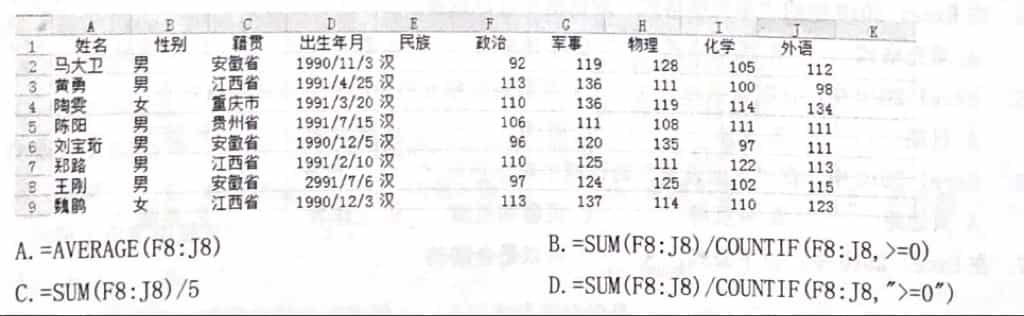 A B C D E F G H I J K
1 姓名 性别 籍贯 出生年月 民族 政治 军事 物理 化学 外语
2 马大卫 男 安徽省 1990/11/3 汉 92 119 128 105 112
3 黄勇 男 江西省 1991/4/25 汉 113 136 111 100 98
4 陶雯 女 重庆市 1991/3/20 汉 110 136 119 114 134
5 陈阳 男 贵州省 1991/7/15 汉 106 111 108 111 111
6 刘宝珩 男 安徽省 1990/12/5 汉 96 120 135 97 111
7 郑路 男 江西省 1991/2/10 汉 110 125 111 122 113
8 王刚 男 安徽省 2991/7/6 汉 97 124 125 102 115
9 魏鹃 女 江西省 1990/12/3 汉 113 137 114 110 123
A.=AVERAGE(F8:J8) B.=SUM(F8:J8)/COUNTIF(F8:J8,>=0)
C.=SUM(F8:J8)/5 D.=SUM(F8:J8)/COUNTIF(F8:J8,">=0")